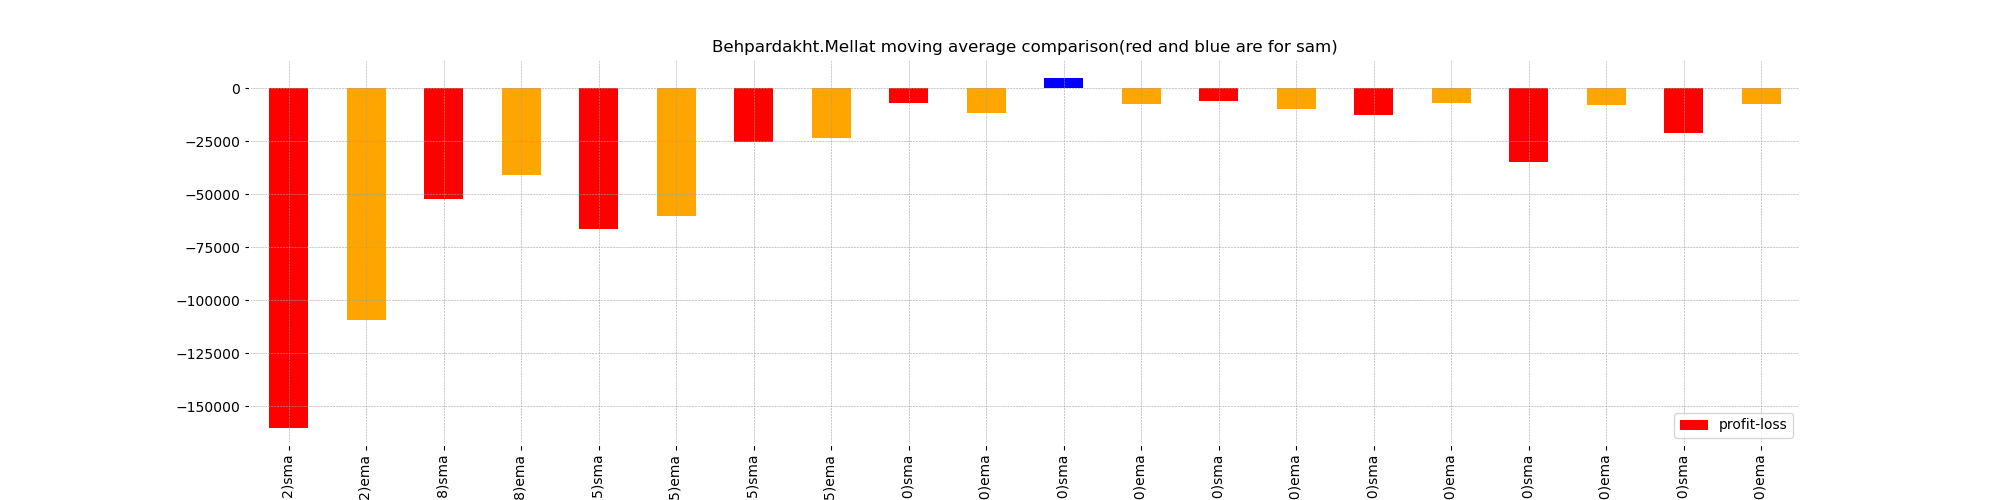 Behpardakht.Mellat moving average comparison(red and blue are for sam)
0
−25000
−50000
−75000
−100000
−125000
−150000
profit-loss
2)sma
2)ema
8)sma
8)ema
5)sma
5)ema
5)sma
5)ema
0)sma
0)ema
0)sma
0)ema
0)sma
0)ema
0)sma
0)ema
0)sma
0)ema
0)sma
0)ema